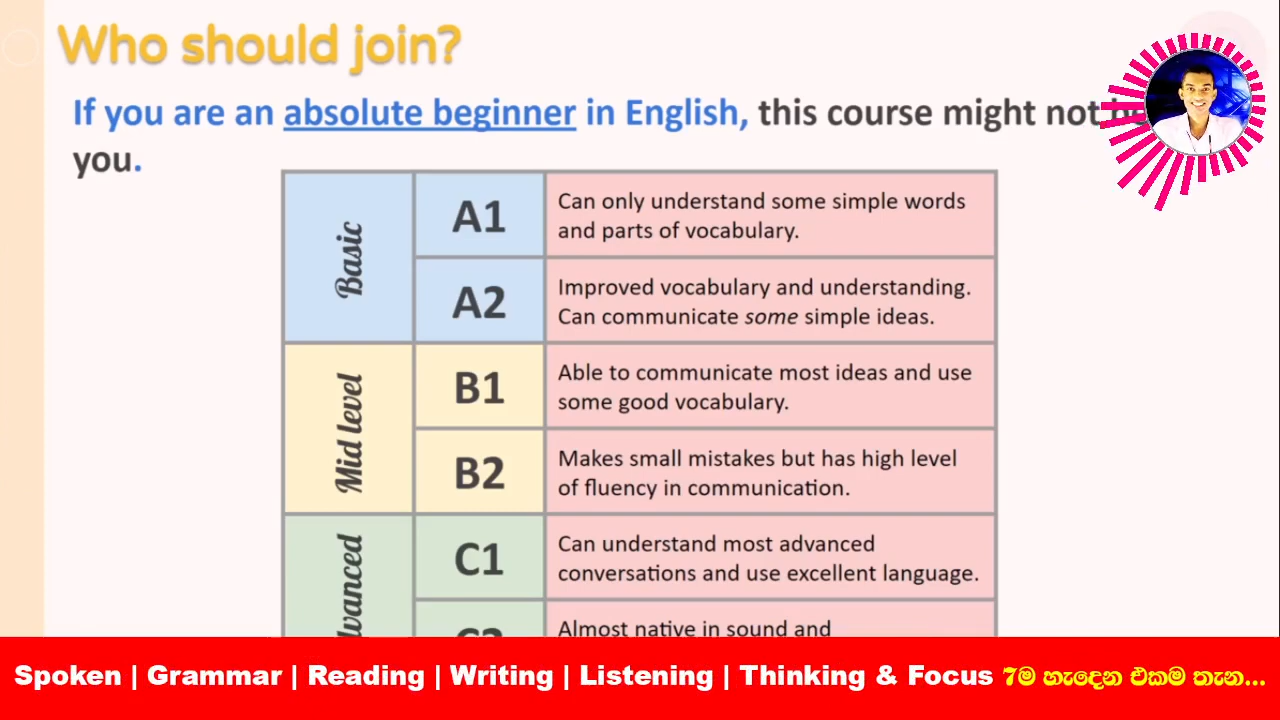 Who should join?
If you are an absolute beginner in English, this course might not
you.
Basic
A1
Can only understand some simple words
and parts of vocabulary.
A2
Improved vocabulary and understanding.
Can communicate some simple ideas.
Mid level
B1
Able to communicate most ideas and use
some good vocabulary.
B2
Makes small mistakes but has high level
of fluency in communication.
C1
Can understand most advanced
conversations and use excellent language.
Almost native in sound and
Spoken | Grammar | Reading | Writing | Listening | Thinking & Focus 7ම හැදෙන එකම තැන...